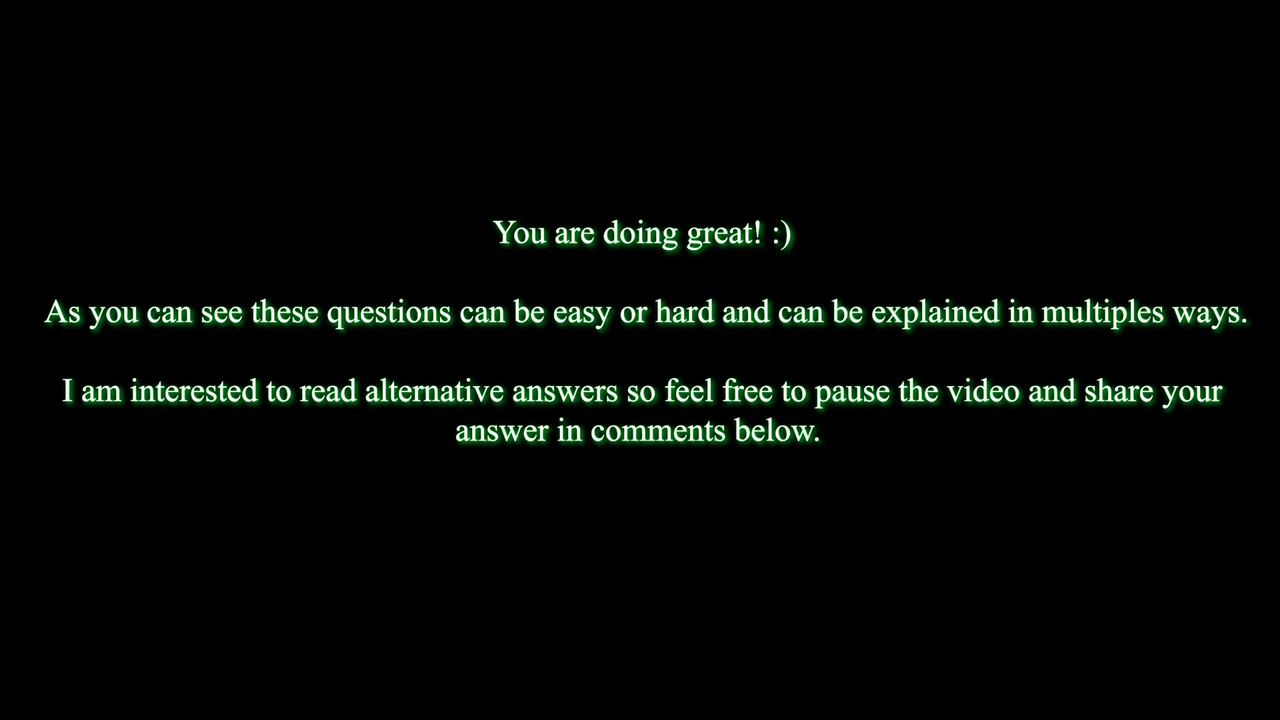 You are doing great! :)
As you can see these questions can be easy or hard and can be explained in multiples ways.
I am interested to read alternative answers so feel free to pause the video and share your
answer in comments below.